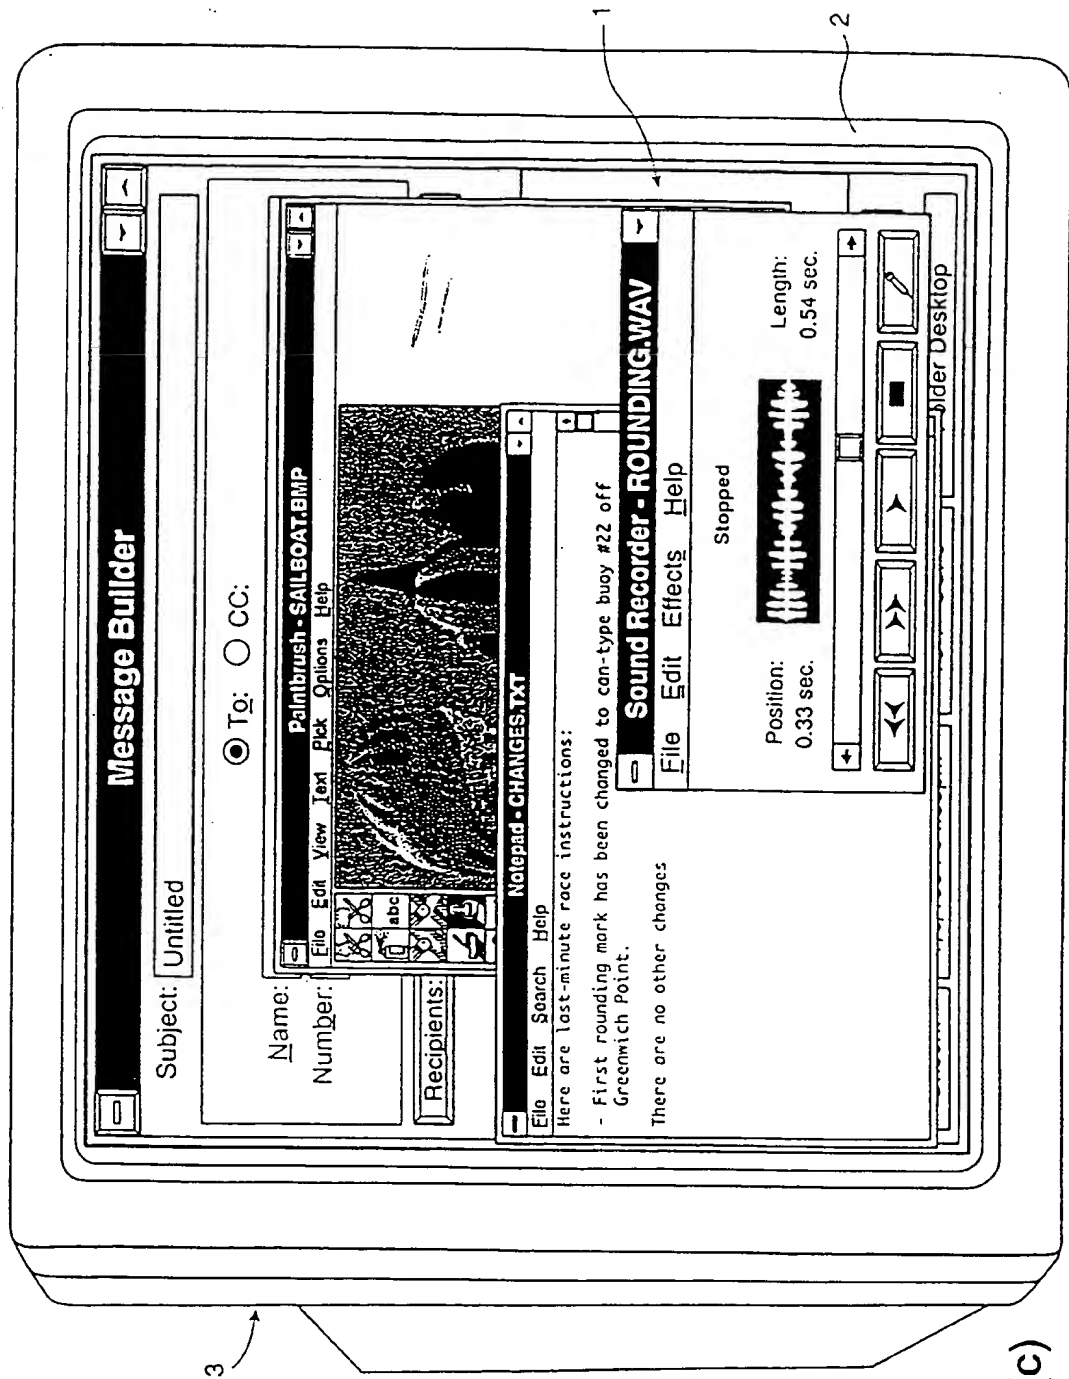 Message Builder
Subject: Untitled
To: CC:
Name:
Number:
Recipients:
Paintbrush - SAILBOAT.BMP
File Edit View Text Pick Options Help
abc
Notepad - CHANGES.TXT
File Edit Search Help
Here are last-minute race instructions:
- First rounding mark has been changed to can-type buoy #22 off
Greenwich Point.
There are no other changes
Sound Recorder - ROUNDING.WAV
File Edit Effects Help
Stopped
Position:
0.33 sec.
Length:
0.54 sec.
older Desktop
1
2
3
C)